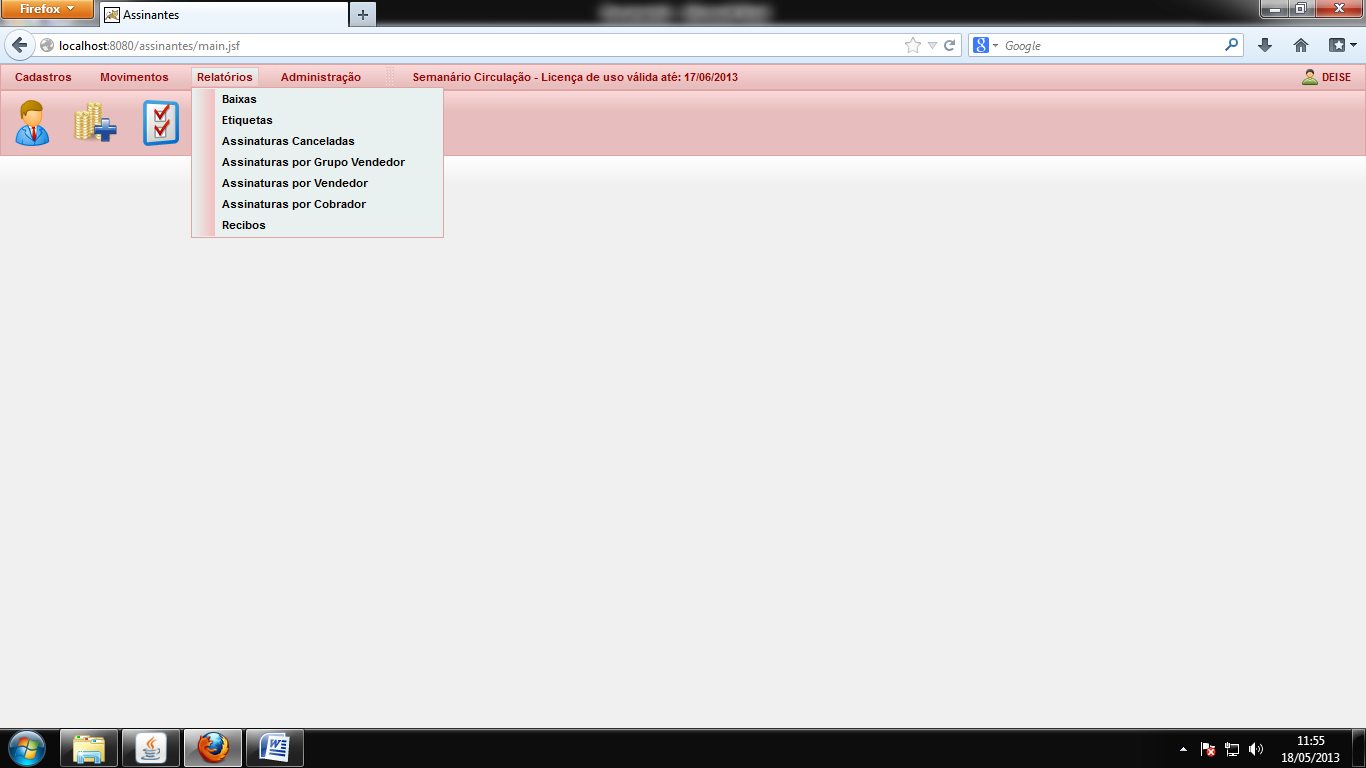 Firefox
Assinantes
localhost:8080/assinantes/main.jsf
Google
Cadastros Movimentos Relatórios Administração Semanário Circulação - Licença de uso válida até: 17/06/2013 DEISE
Baixas
Etiquetas
Assinaturas Canceladas
Assinaturas por Grupo Vendedor
Assinaturas por Vendedor
Assinaturas por Cobrador
Recibos
11:55
18/05/2013